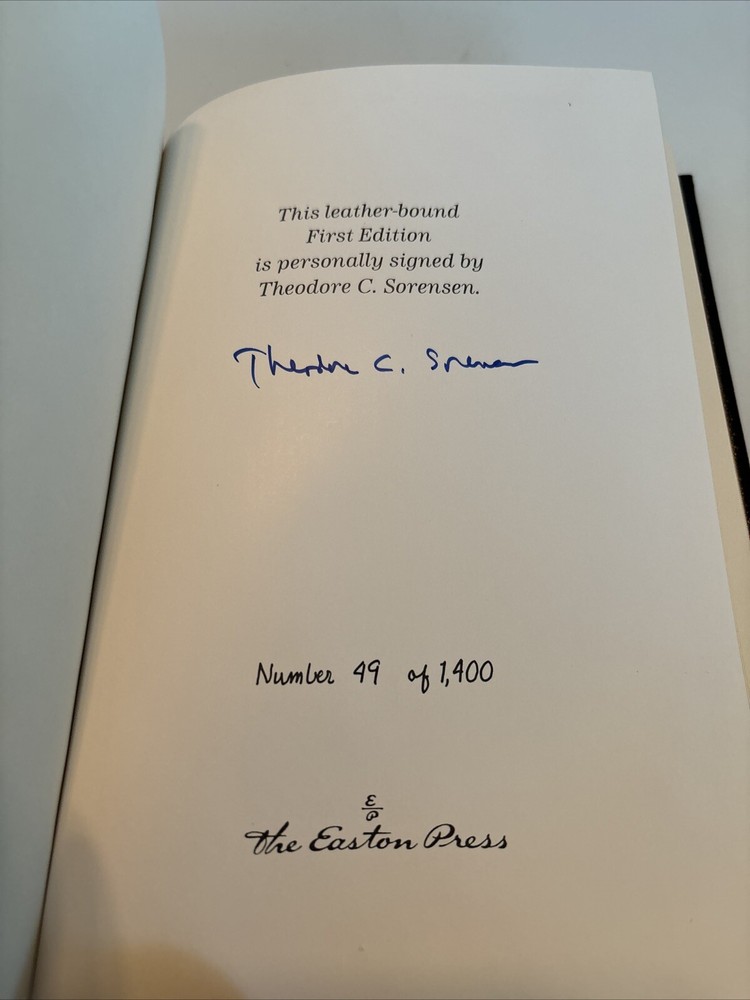 This leather-bound
First Edition
is personally signed by
Theodore C. Sorensen.
Theodore C. Sorensen
Number 49 of 1,400
E
P
The Easton Press